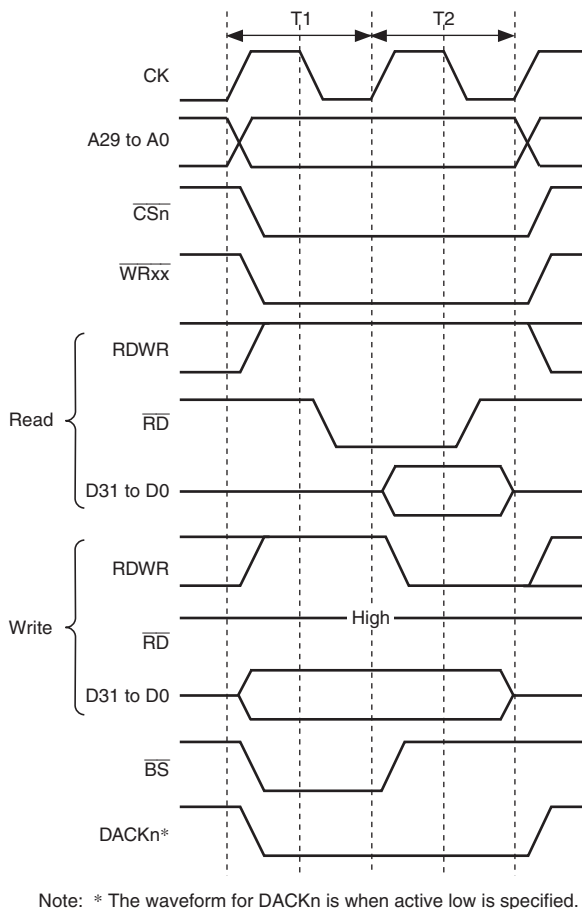 T1 T2
CK
A29 to A0
CSn
WRxx
RDWR
Read
RD
D31 to D0
RDWR
High
Write
RD
D31 to D0
BS
DACKn*
Note: * The waveform for DACKn is when active low is specified.